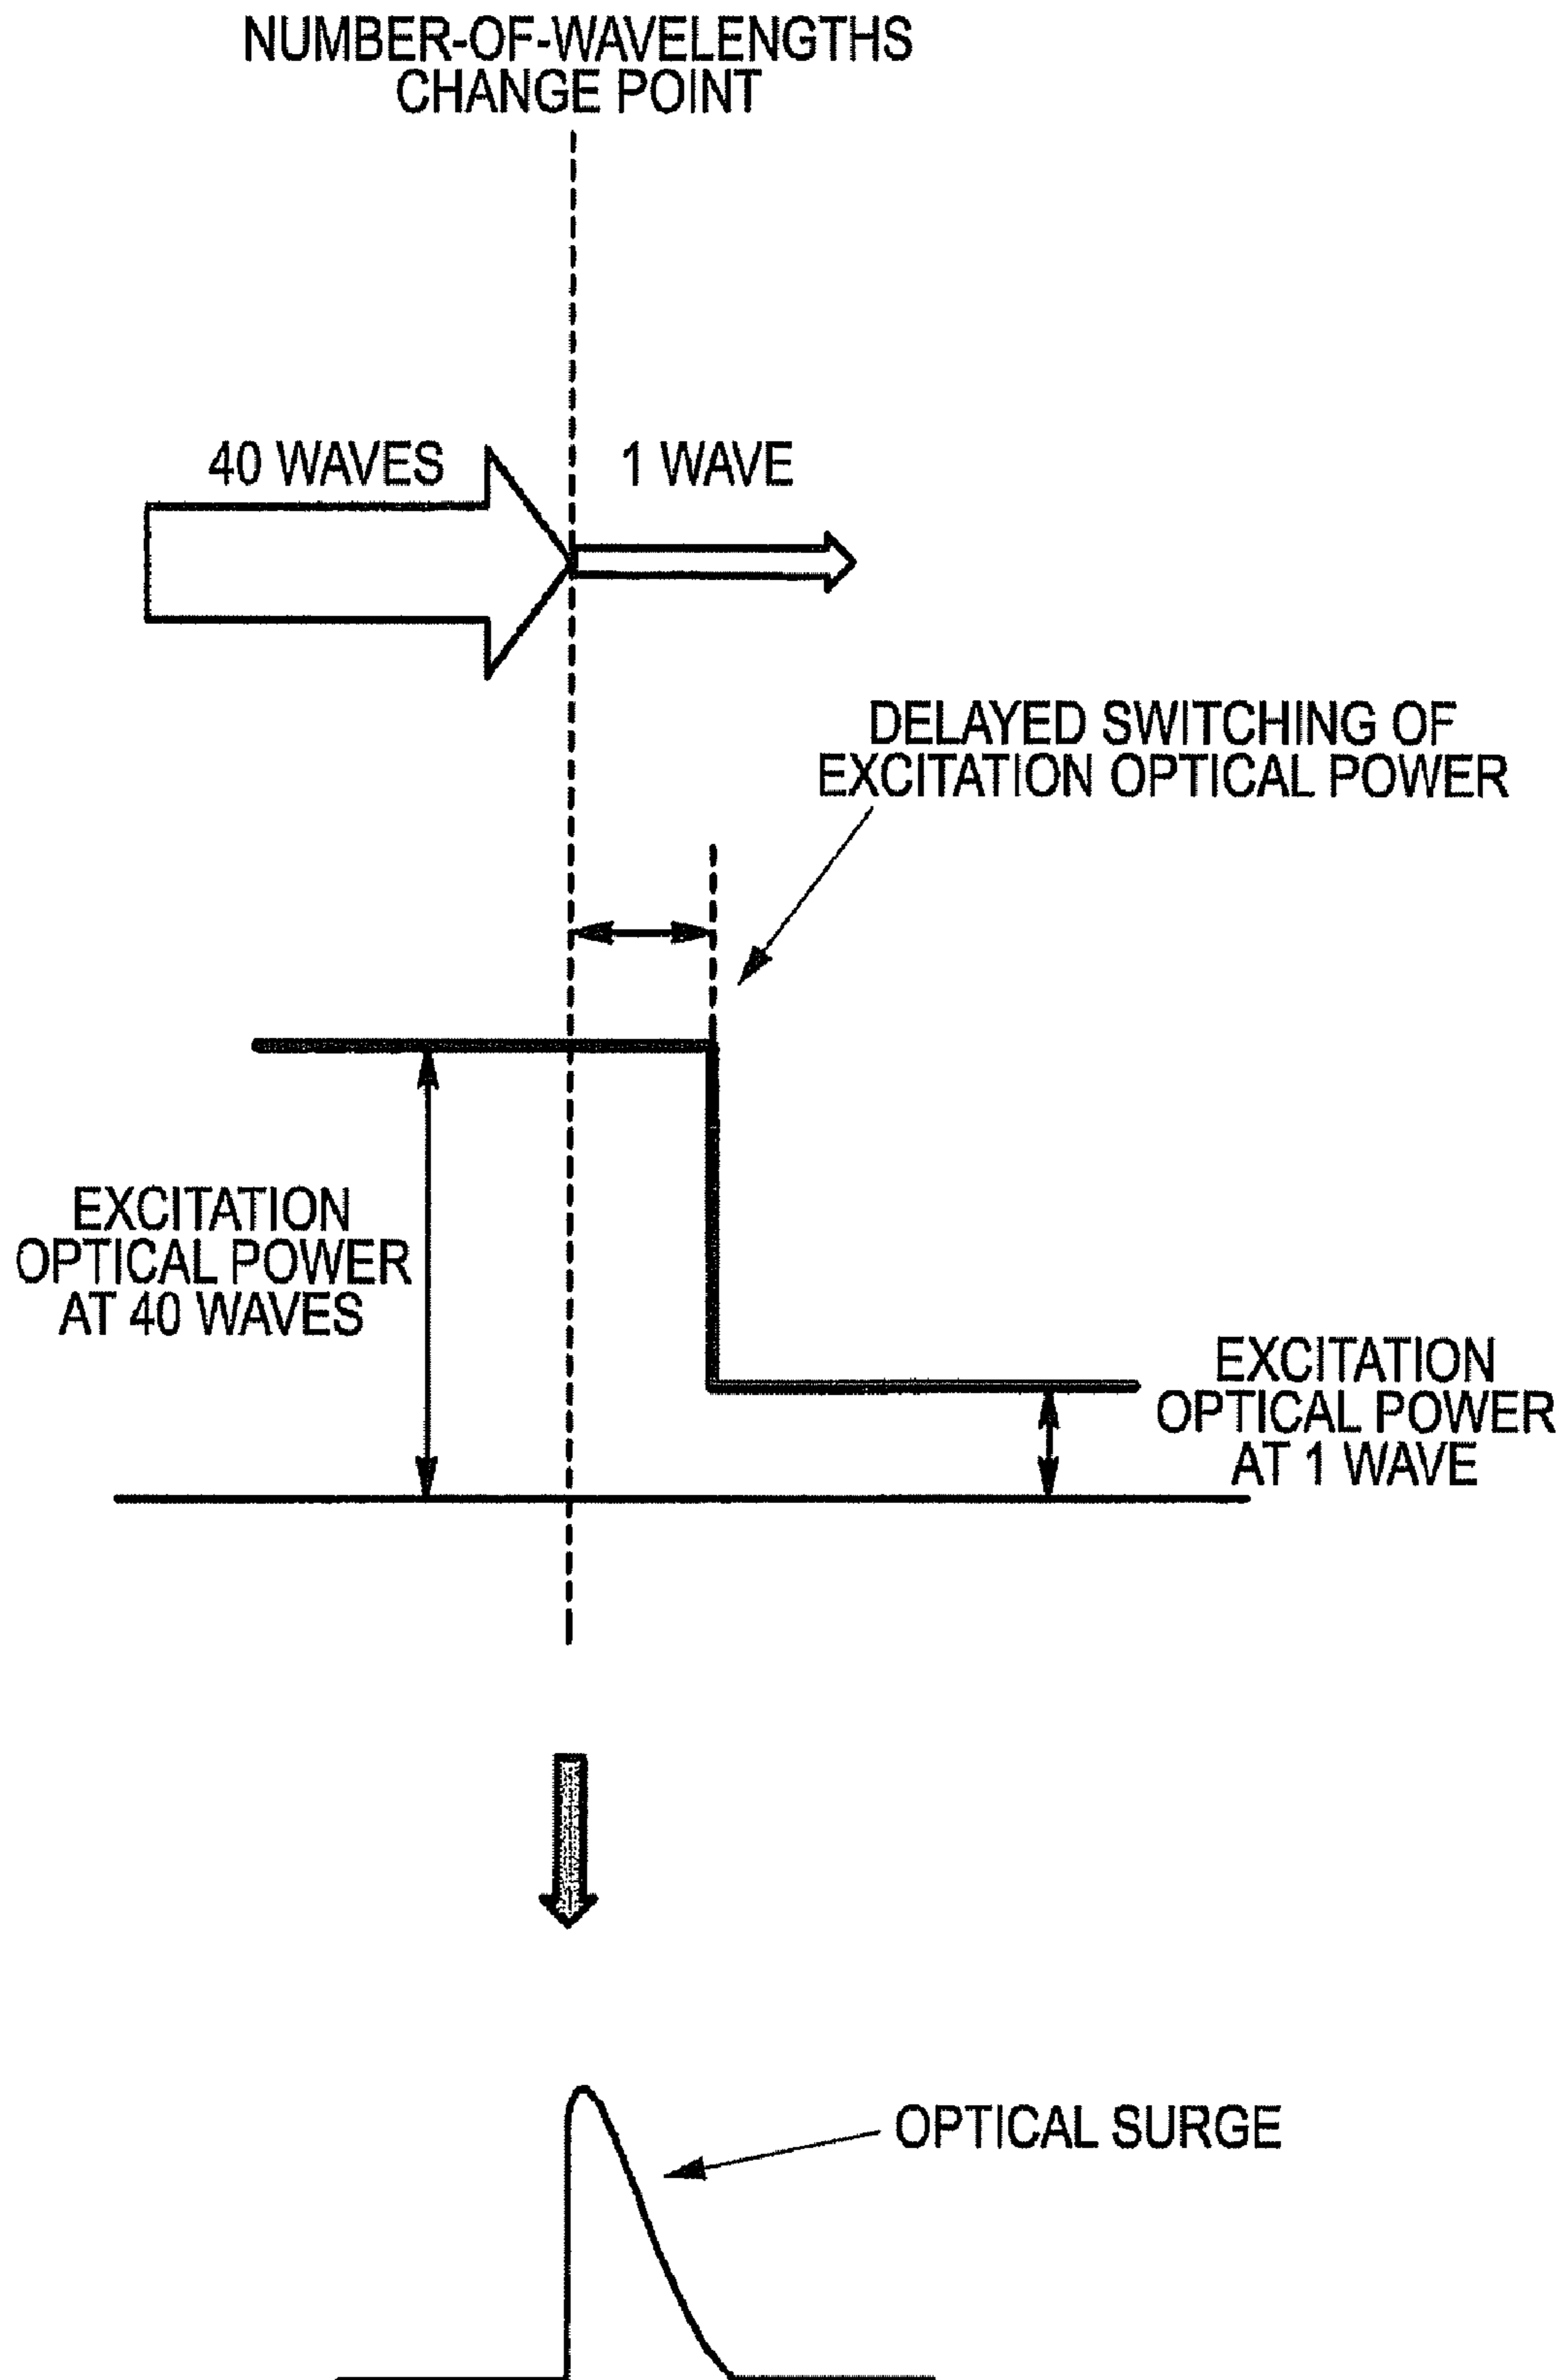 NUMBER-OF-WAVELENGTHS
CHANGE POINT
40 WAVES
1 WAVE
DELAYED SWITCHING OF
EXCITATION OPTICAL POWER
EXCITATION
OPTICAL POWER
AT 40 WAVES
EXCITATION
OPTICAL POWER
AT 1 WAVE
OPTICAL SURGE